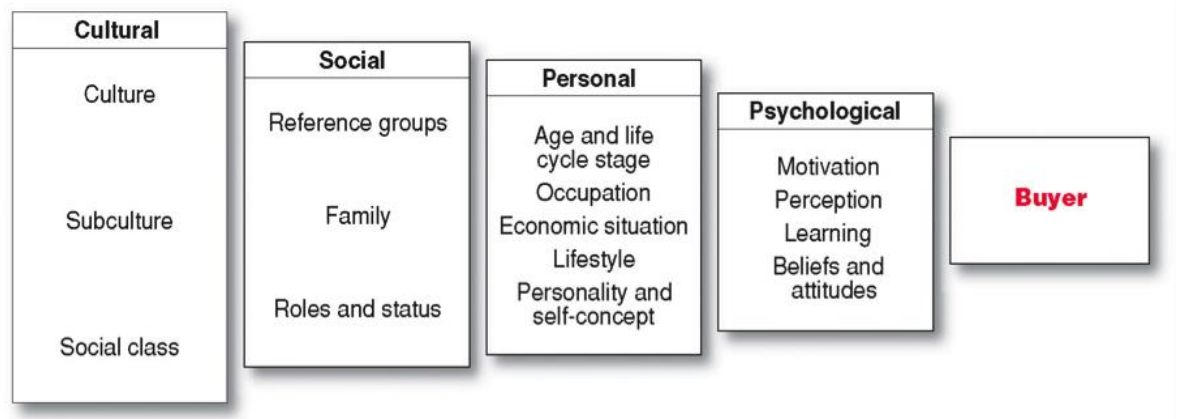 Cultural
Culture
Subculture
Social class
Social
Reference groups
Family
Roles and status
Personal
Age and life
cycle stage
Occupation
Economic situation
Lifestyle
Personality and
self-concept
Psychological
Motivation
Perception
Learning
Beliefs and
attitudes
Buyer